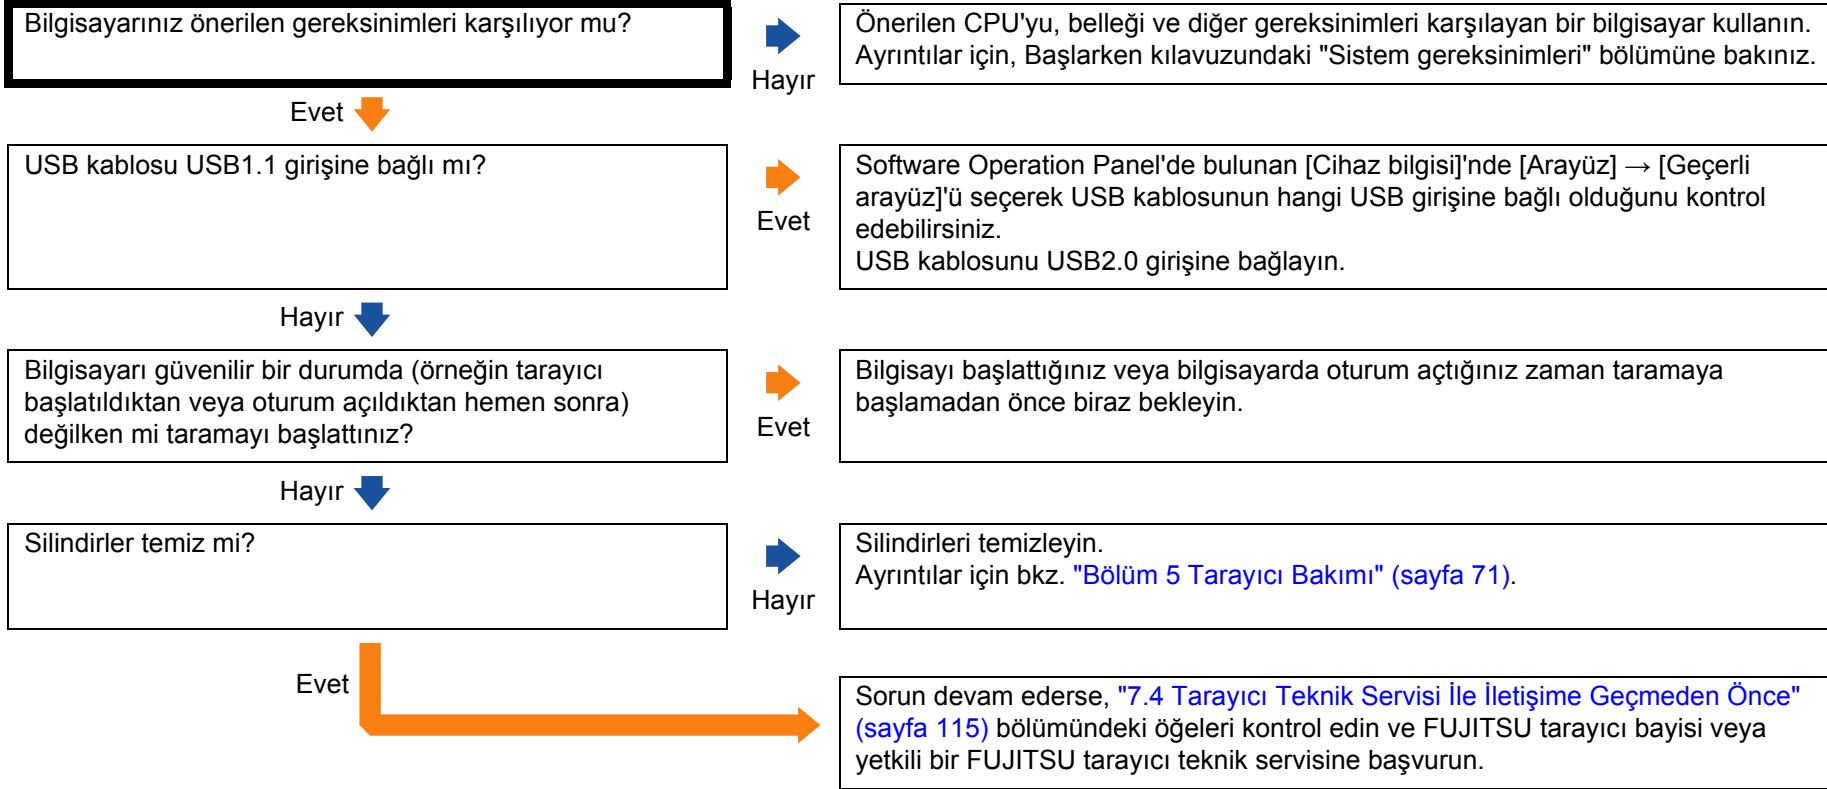 Bilgisayarınız önerilen gereksinimleri karşılıyor mu?
Hayır
Önerilen CPU'yu, belleği ve diğer gereksinimleri karşılayan bir bilgisayar kullanın.
Ayrıntılar için, Başlarken kılavuzundaki "Sistem gereksinimleri" bölümüne bakınız.
Evet
USB kablosu USB1.1 girişine bağlı mı?
Evet
Software Operation Panel'de bulunan [Cihaz bilgisi]'nde [Arayüz] → [Geçerli
arayüz]'ü seçerek USB kablosunun hangi USB girişine bağlı olduğunu kontrol
edebilirsiniz.
USB kablosunu USB2.0 girişine bağlayın.
Hayır
Bilgisayarı güvenilir bir durumda (örneğin tarayıcı
başlatıldıktan veya oturum açıldıktan hemen sonra)
değilken mi taramayı başlattınız?
Evet
Bilgisayı başlattığınız veya bilgisayarda oturum açtığınız zaman taramaya
başlamadan önce biraz bekleyin.
Hayır
Silindirler temiz mi?
Hayır
Silindirleri temizleyin.
Ayrıntılar için bkz. "Bölüm 5 Tarayıcı Bakımı" (sayfa 71).
Evet
Sorun devam ederse, "7.4 Tarayıcı Teknik Servisi İle İletişime Geçmeden Önce"
(sayfa 115) bölümündeki öğeleri kontrol edin ve FUJITSU tarayıcı bayisi veya
yetkili bir FUJITSU tarayıcı teknik servisine başvurun.